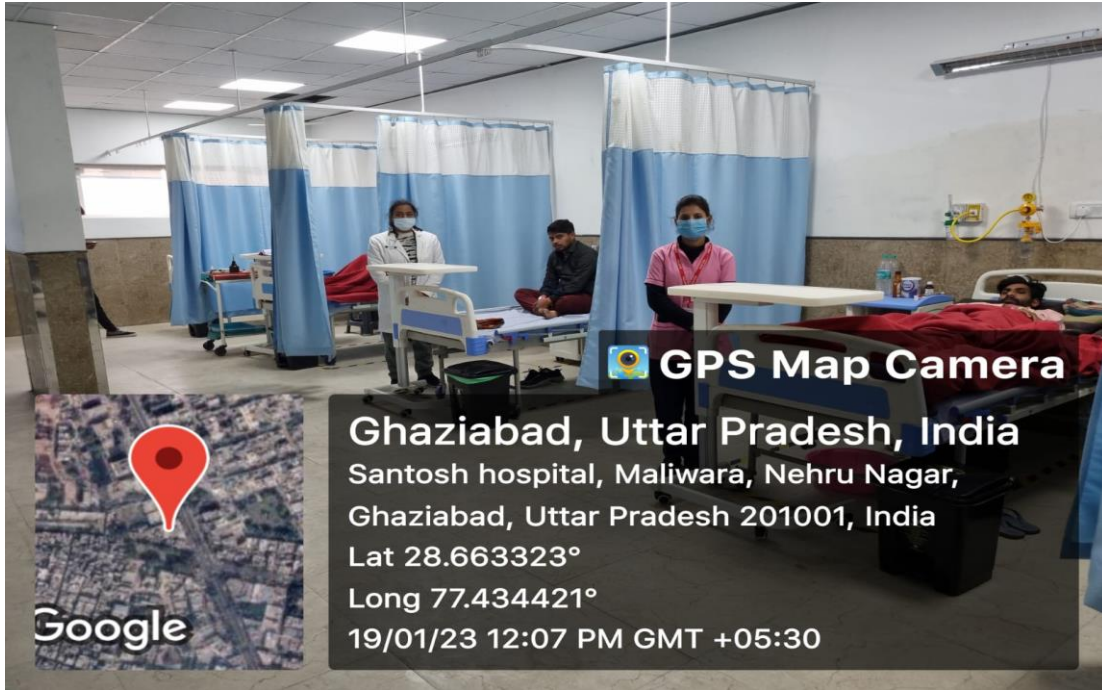 GPS Map Camera
Ghaziabad, Uttar Pradesh, India
Santosh hospital, Maliwara, Nehru Nagar,
Ghaziabad, Uttar Pradesh 201001, India
Lat 28.663323°
Long 77.434421°
19/01/23 12:07 PM GMT +05:30
Google